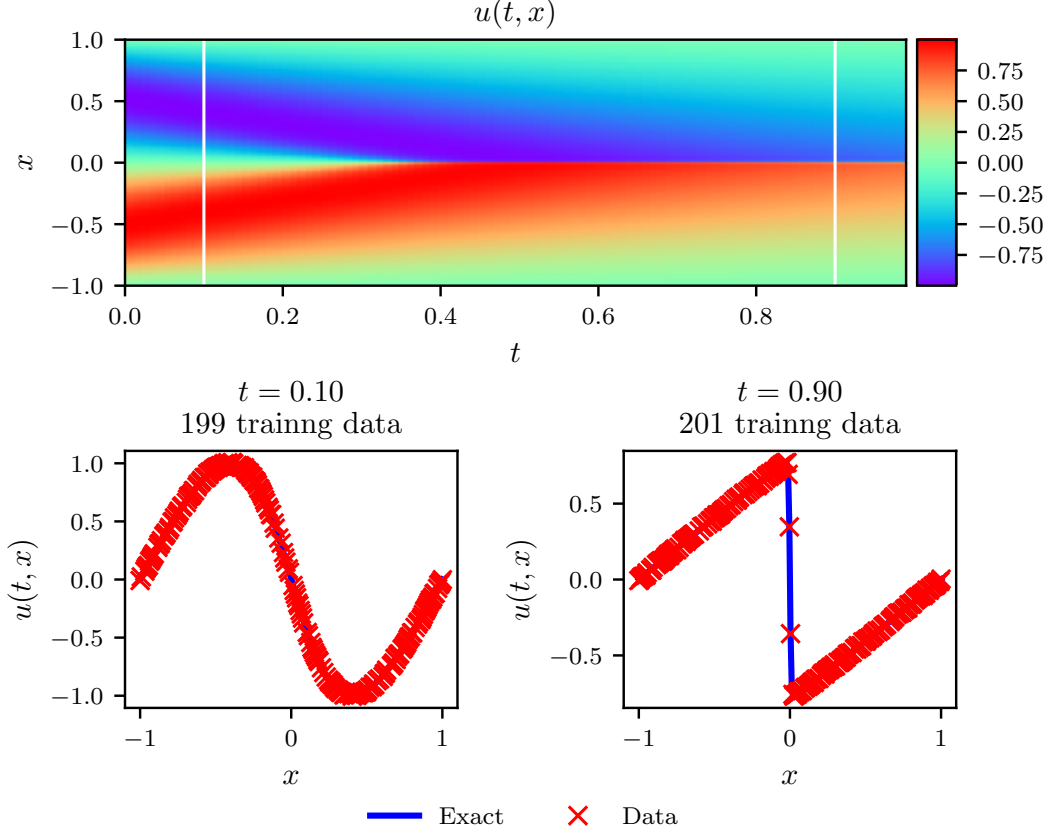 u(t, x)
1.0
0.5
0.0
−0.5
−1.0
x
0.0
0.2
0.4
0.6
0.8
t
0.75
0.50
0.25
0.00
−0.25
−0.50
−0.75
t = 0.10
199 trainng data
1.0
0.5
0.0
−0.5
−1.0
u(t, x)
−1
0
1
x
t = 0.90
201 trainng data
0.5
0.0
−0.5
u(t, x)
−1
0
1
x
Exact
Data